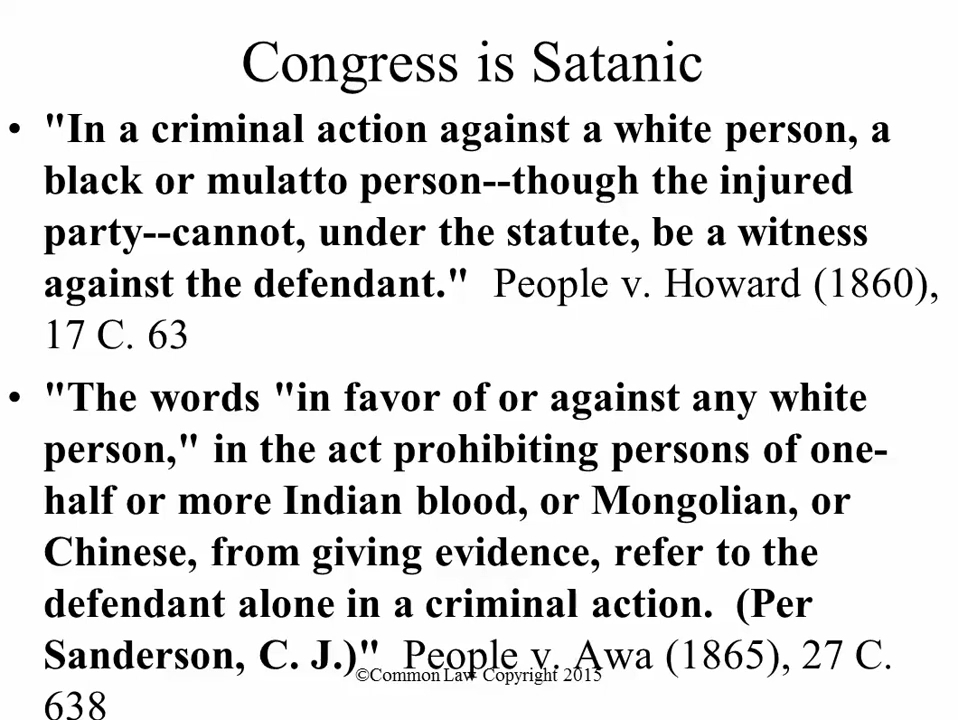 Congress is Satanic
• "In a criminal action against a white person, a
black or mulatto person--though the injured
party--cannot, under the statute, be a witness
against the defendant." People v. Howard (1860),
17 C. 63
• "The words "in favor of or against any white
person," in the act prohibiting persons of one-
half or more Indian blood, or Mongolian, or
Chinese, from giving evidence, refer to the
defendant alone in a criminal action. (Per
Sanderson, C. J.)" People v. Awa (1865), 27 C.
638
©Common Law Copyright 2015